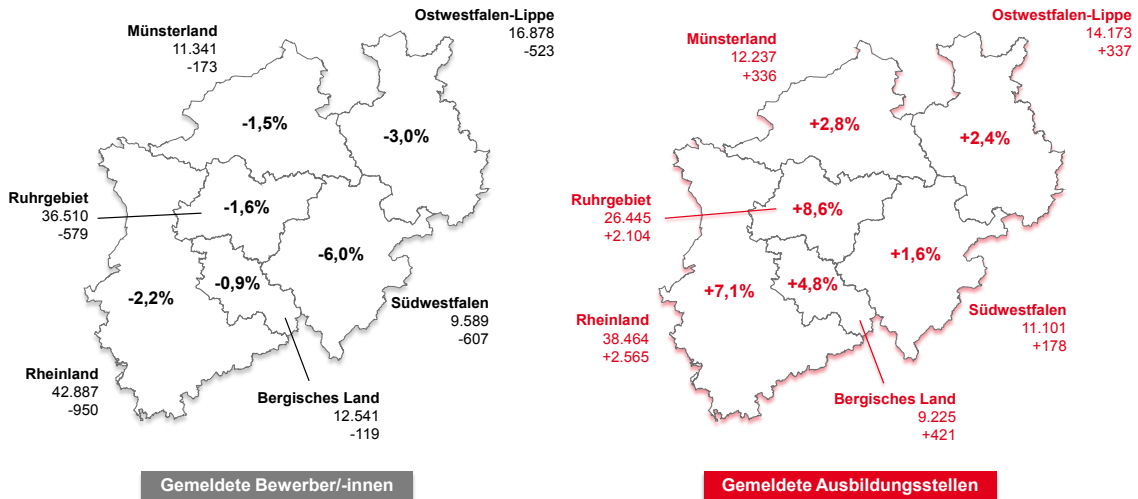 Münsterland
11.341
-173
Ostwestfalen-Lippe
16.878
-523
-1,5%
-3,0%
Ruhrgebiet
36.510
-579
-1,6%
-6,0%
-0,9%
-2,2%
Südwestfalen
9.589
-607
Rheinland
42.887
-950
Bergisches Land
12.541
-119
Gemeldete Bewerber/-innen
Münsterland
12.237
+336
Ostwestfalen-Lippe
14.173
+337
+2,8%
+2,4%
Ruhrgebiet
26.445
+2.104
+8,6%
+1,6%
+4,8%
+7,1%
Südwestfalen
11.101
+178
Rheinland
38.464
+2.565
Bergisches Land
9.225
+421
Gemeldete Ausbildungsstellen